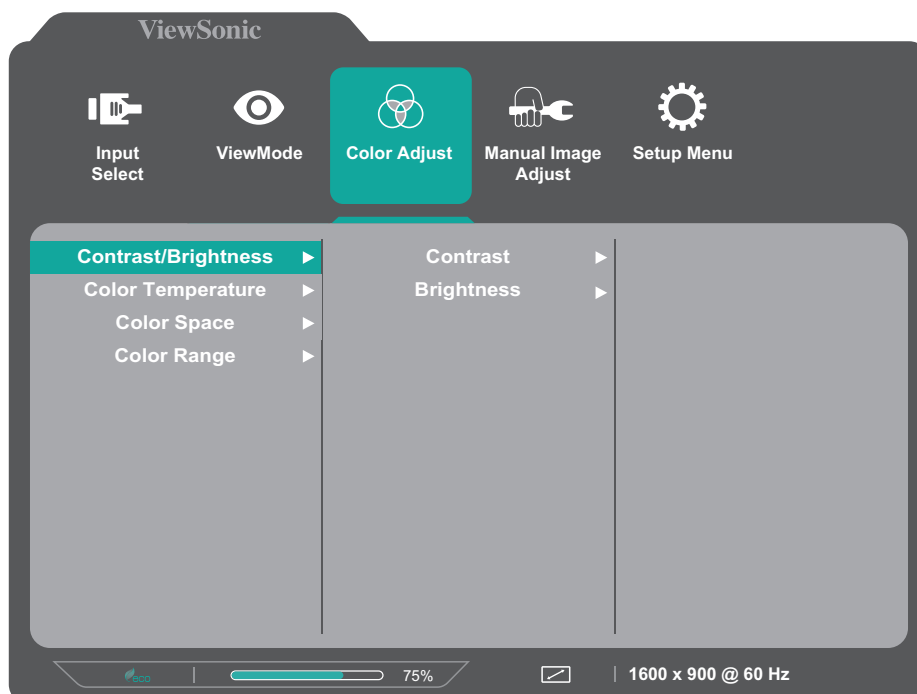 ViewSonic
Input
Select
ViewMode
Color Adjust
Manual Image
Adjust
Setup Menu
Contrast/Brightness
Color Temperature
Color Space
Color Range
Contrast
Brightness
eco
75%
1600 x 900 @ 60 Hz